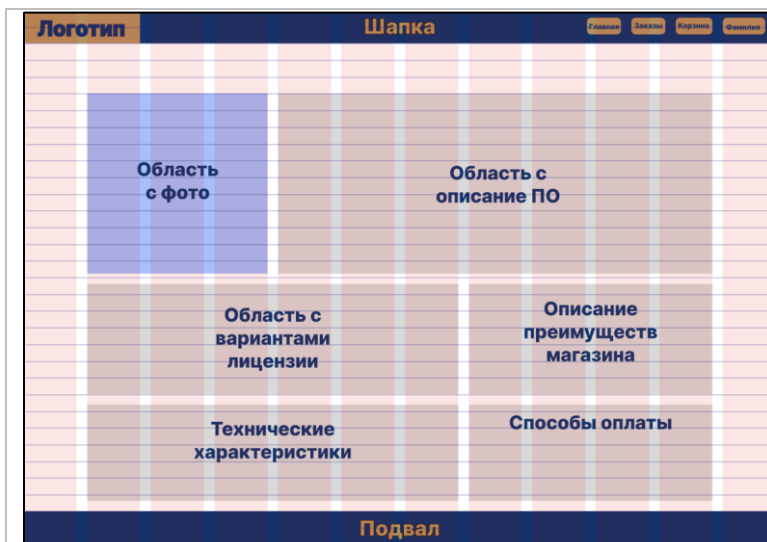 Логотип
Шапка
Главная
Заказы
Корзина
Фамилия
Область
с фото
Область с
описание ПО
Область с
вариантами
лицензии
Описание
преимуществ
магазина
Технические
характеристики
Способы оплаты
Подвал